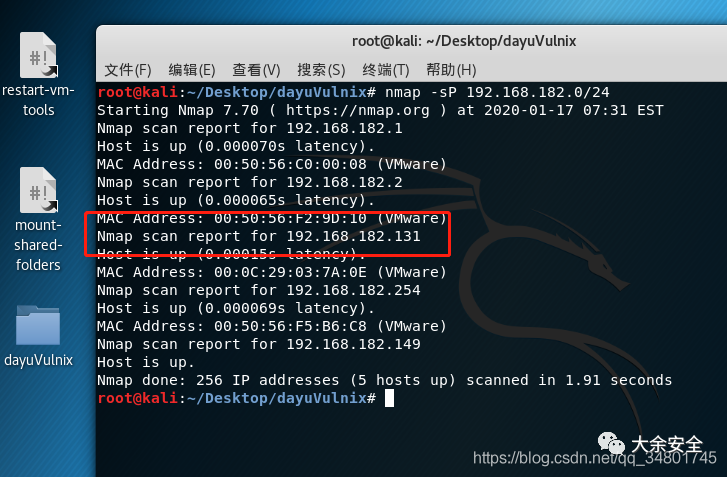 root@kali: ~/Desktop/dayuVulnix
文件(F) 编辑(E) 查看(V) 搜索(S) 终端(T) 帮助(H)
restart-vm-
tools
mount-
shared-
folders
dayuVulnix
root@kali:~/Desktop/dayuVulnix# nmap -sP 192.168.182.0/24
Starting Nmap 7.70 ( https://nmap.org ) at 2020-01-17 07:31 EST
Nmap scan report for 192.168.182.1
Host is up (0.000070s latency).
MAC Address: 00:50:56:C0:00:08 (VMware)
Nmap scan report for 192.168.182.2
Host is up (0.000065s latency).
MAC Address: 00:50:56:F2:9D:10 (VMware)
Nmap scan report for 192.168.182.131
Host is up (0.00015s latency).
MAC Address: 00:0C:29:03:7A:0E (VMware)
Nmap scan report for 192.168.182.254
Host is up (0.000069s latency).
MAC Address: 00:50:56:F5:B6:C8 (VMware)
Nmap scan report for 192.168.182.149
Host is up.
Nmap done: 256 IP addresses (5 hosts up) scanned in 1.91 seconds
root@kali:~/Desktop/dayuVulnix#
大余安全
https://blog.csdn.net/qq_34801745